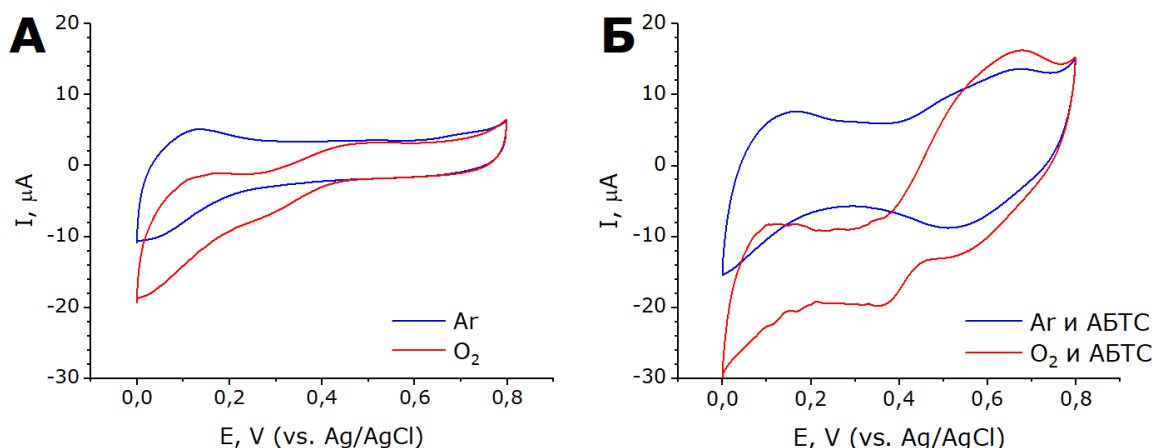 А
I, μA
20
10
0
-10
-20
-30
0,0 0,2 0,4 0,6 0,8
E, V (vs. Ag/AgCl)
Ar
O₂
Б
I, μA
20
10
0
-10
-20
-30
0,0 0,2 0,4 0,6 0,8
E, V (vs. Ag/AgCl)
Ar и АБТС
O₂ и АБТС